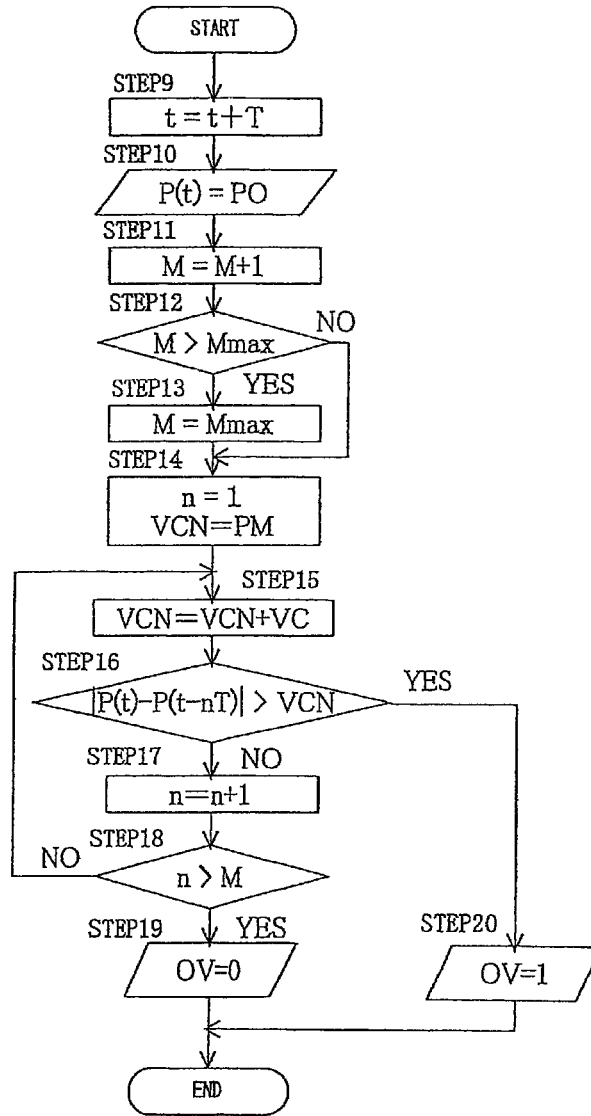 START
STEP9
t=t+T
STEP10
P(t)=PO
STEP11
M=M+1
STEP12
NO
M > Mmax
STEP13
YES
M=Mmax
STEP14
n=1
VCN=PM
STEP15
VCN=VCN+VC
STEP16
YES
|P(t)-P(t-nT)| > VCN
STEP17
NO
n=n+1
STEP18
NO
n > M
STEP19
YES
STEP20
OV=0
OV=1
END